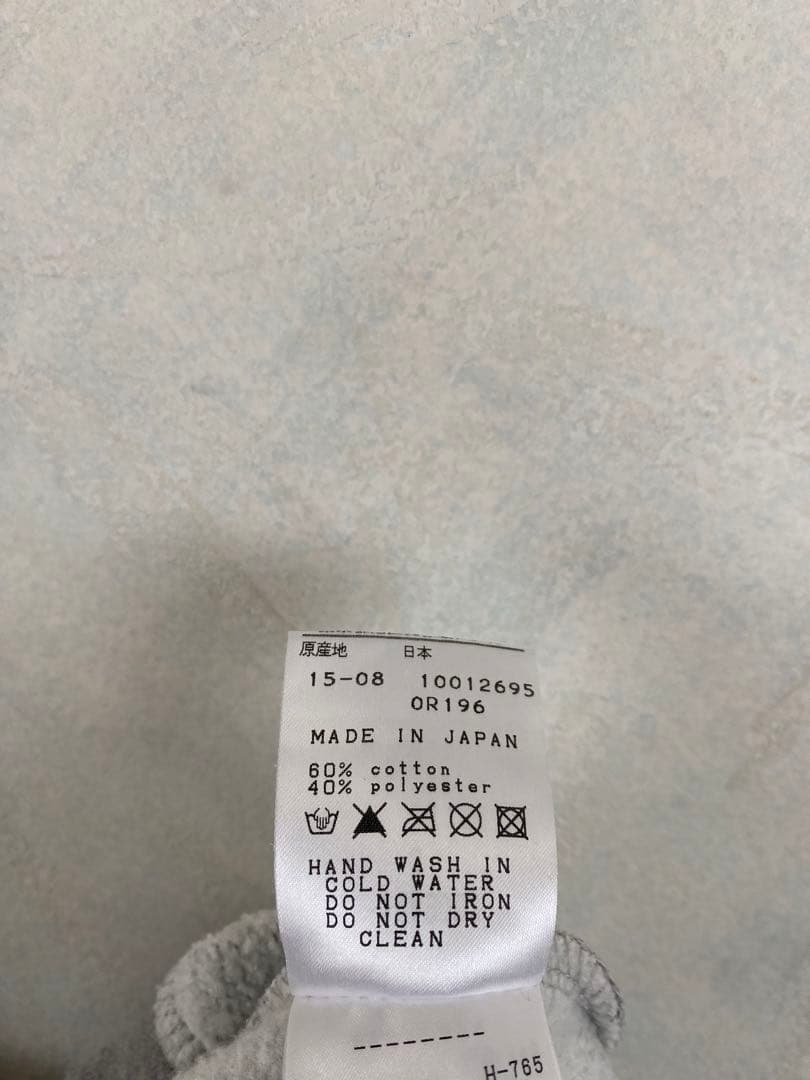 原産地 日本
15-08 10012695
OR196
MADE IN JAPAN
60% cotton
40% polyester
HAND WASH IN
COLD WATER
DO NOT IRON
DO NOT DRY
CLEAN
--------
H-765